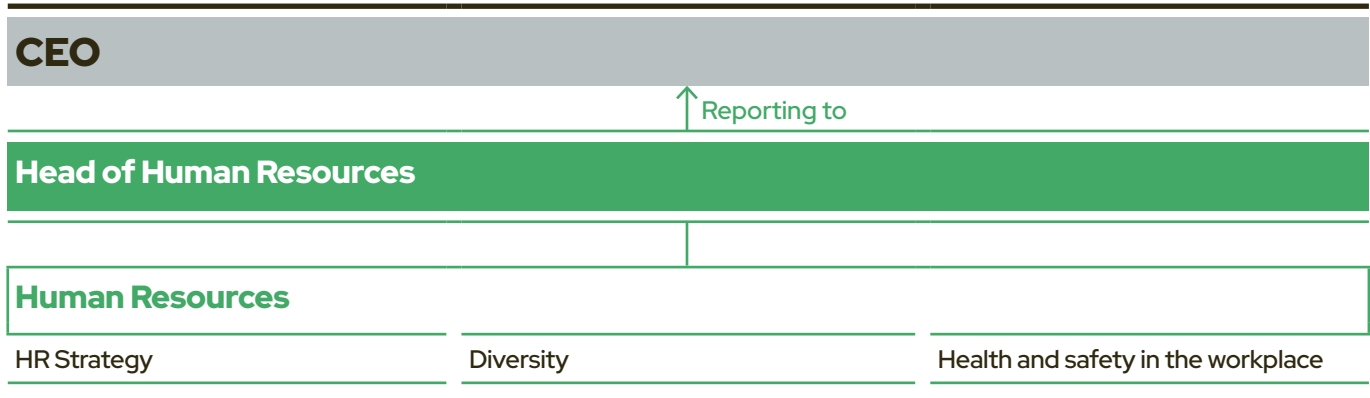 CEO
Reporting to
Head of Human Resources
Human Resources
HR Strategy
Diversity
Health and safety in the workplace